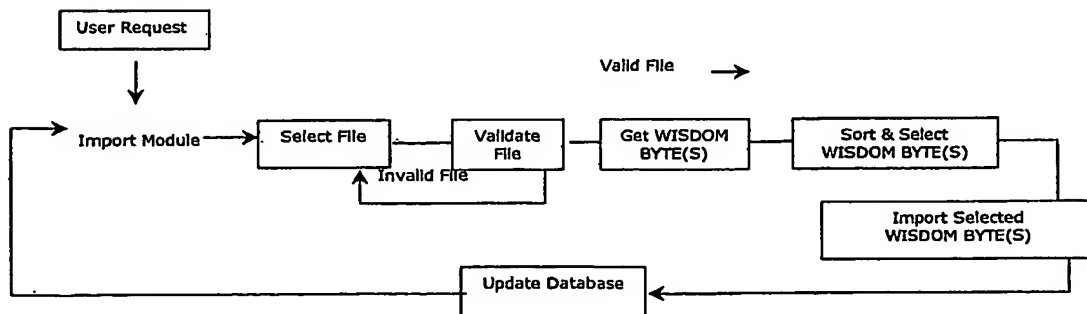 User Request
Valid File
Import Module
Select File
Validate
File
Get WISDOM
BYTE(S)
Sort & Select
WISDOM BYTE(S)
Invalid File
Import Selected
WISDOM BYTE(S)
Update Database